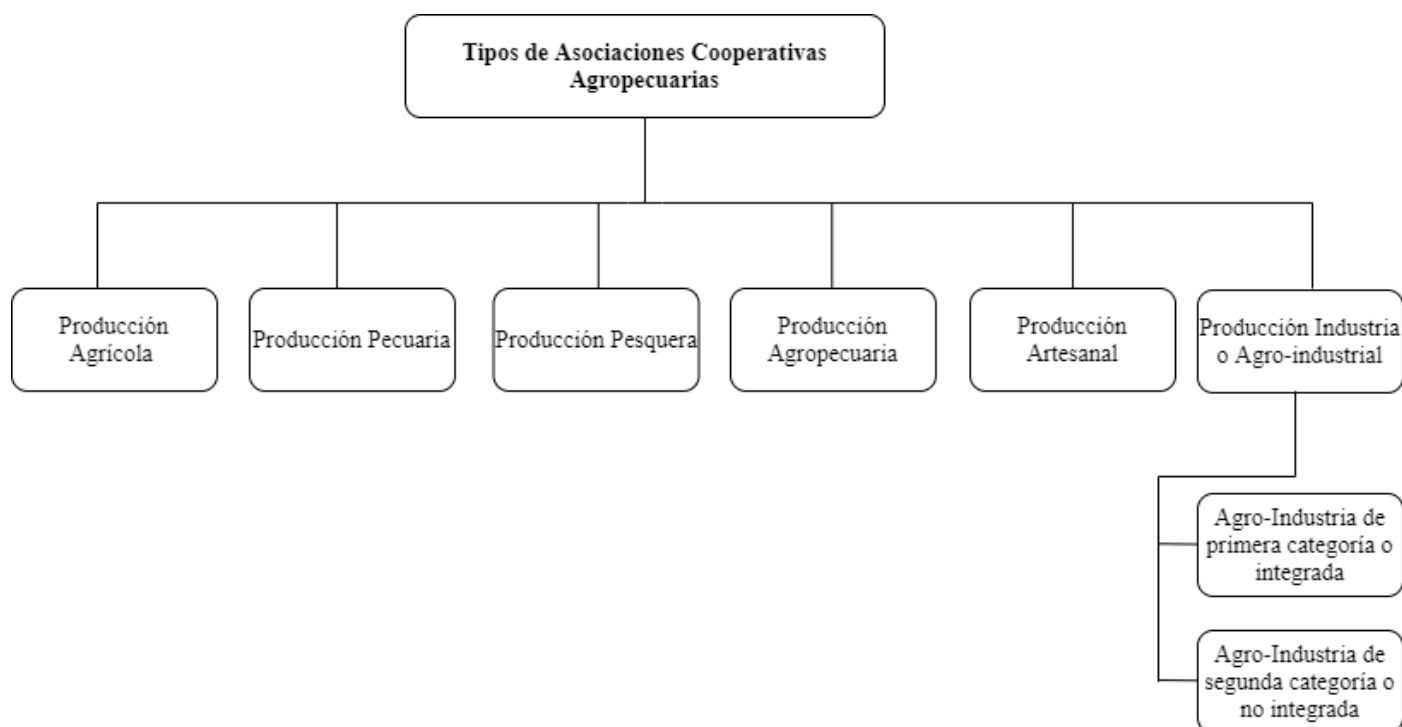 Tipos de Asociaciones Cooperativas
Agropecuarias
Producción
Agrícola
Producción Pecuaria
Producción Pesquera
Producción
Agropecuaria
Producción
Artesanal
Producción Industria
o Agro-industrial
Agro-Industria de
primera categoría o
integrada
Agro-Industria de
segunda categoría o
no integrada